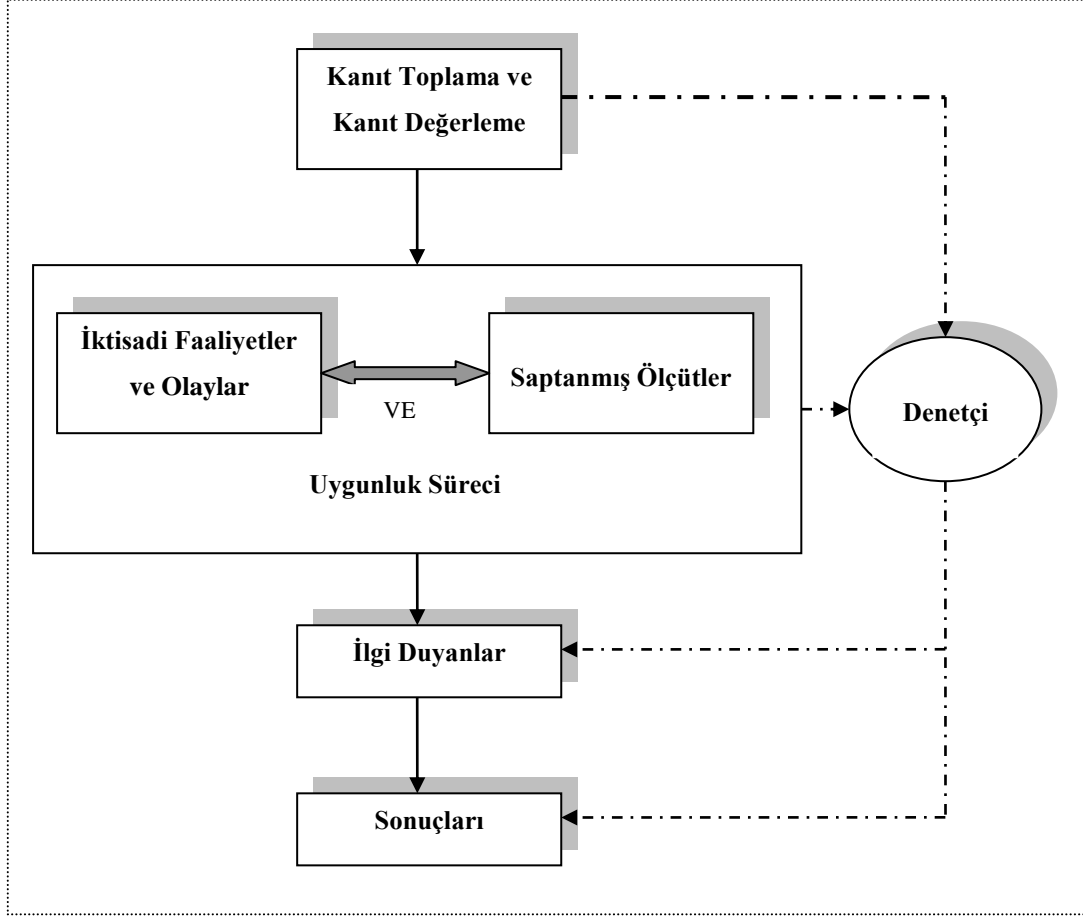 Kanıt Toplama ve
Kanıt Değerleme
İktisadi Faaliyetler
ve Olaylar
VE
Saptanmış Ölçütler
Denetçi
Uygunluk Süreci
İlgi Duyanlar
Sonuçları